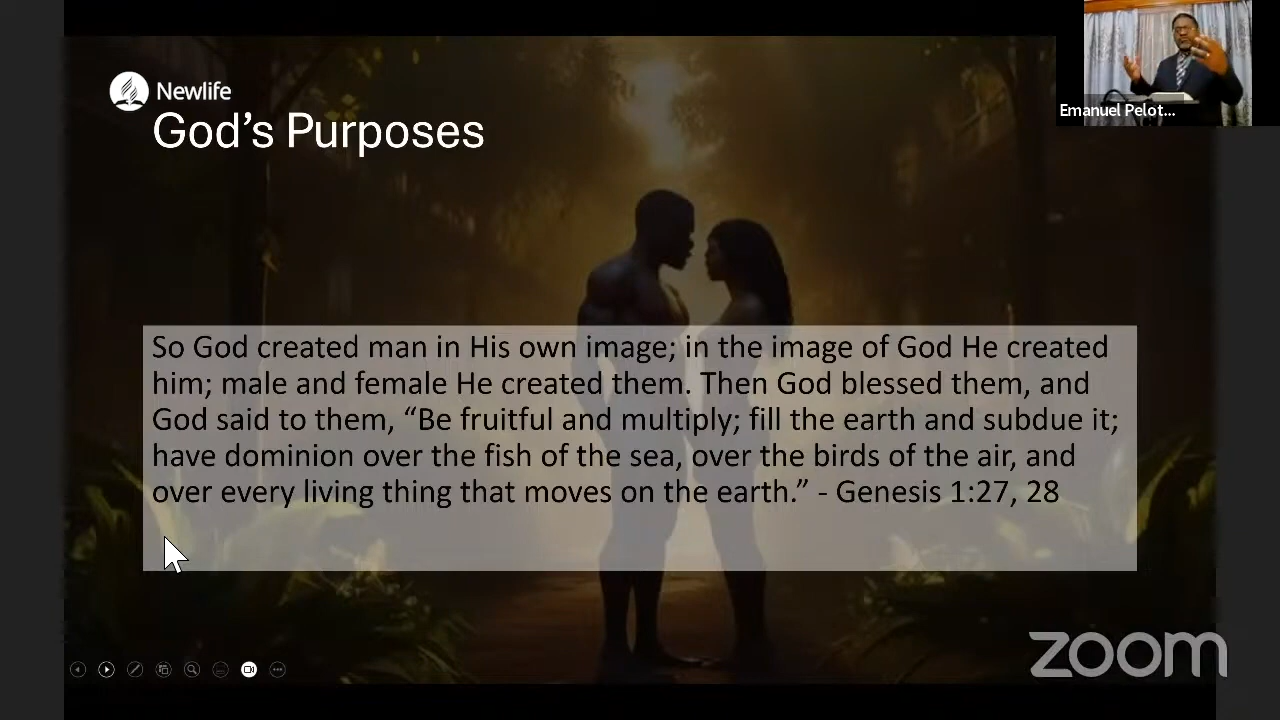 Newlife
God’s Purposes
Emanuel Pelot...
So God created man in His own image; in the image of God He created
him; male and female He created them. Then God blessed them, and
God said to them, “Be fruitful and multiply; fill the earth and subdue it;
have dominion over the fish of the sea, over the birds of the air, and
over every living thing that moves on the earth.” - Genesis 1:27, 28
zoom